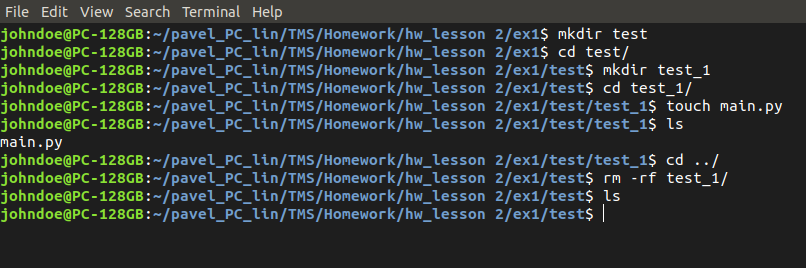 File Edit View Search Terminal Help
johndoe@PC-128GB:~/pavel_PC_lin/TMS/Homework/hw_lesson 2/ex1$ mkdir test
johndoe@PC-128GB:~/pavel_PC_lin/TMS/Homework/hw_lesson 2/ex1$ cd test/
johndoe@PC-128GB:~/pavel_PC_lin/TMS/Homework/hw_lesson 2/ex1/test$ mkdir test_1
johndoe@PC-128GB:~/pavel_PC_lin/TMS/Homework/hw_lesson 2/ex1/test$ cd test_1/
johndoe@PC-128GB:~/pavel_PC_lin/TMS/Homework/hw_lesson 2/ex1/test/test_1$ touch main.py
johndoe@PC-128GB:~/pavel_PC_lin/TMS/Homework/hw_lesson 2/ex1/test/test_1$ ls
main.py
johndoe@PC-128GB:~/pavel_PC_lin/TMS/Homework/hw_lesson 2/ex1/test/test_1$ cd ../
johndoe@PC-128GB:~/pavel_PC_lin/TMS/Homework/hw_lesson 2/ex1/test$ rm -rf test_1/
johndoe@PC-128GB:~/pavel_PC_lin/TMS/Homework/hw_lesson 2/ex1/test$ ls
johndoe@PC-128GB:~/pavel_PC_lin/TMS/Homework/hw_lesson 2/ex1/test$